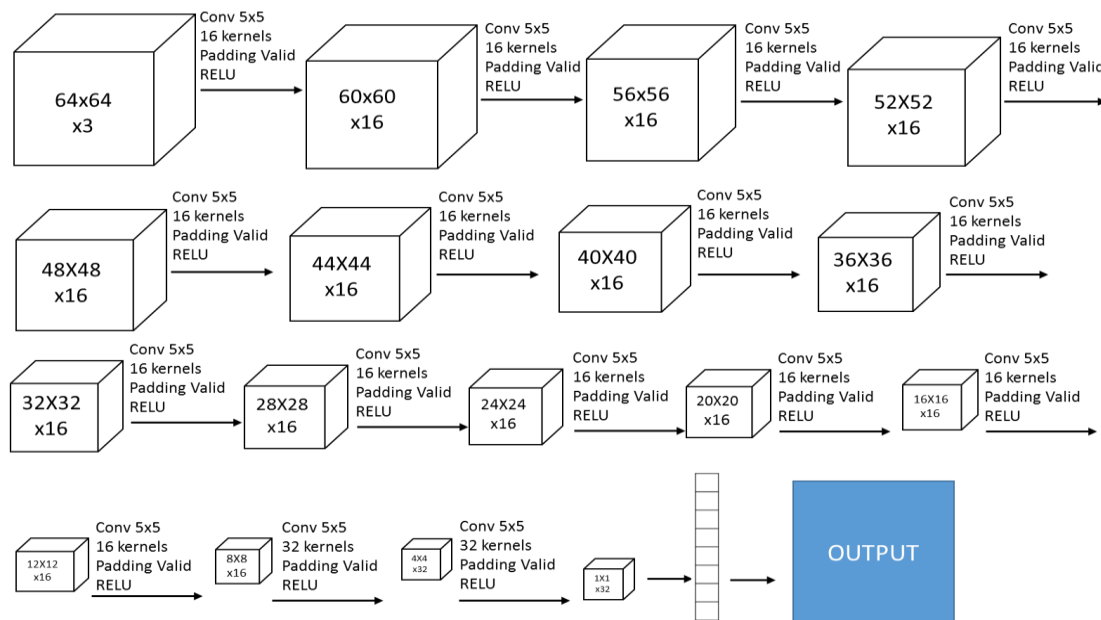 Conv 5x5
16 kernels
Padding Valid
RELU
64x64
x3
Conv 5x5
16 kernels
Padding Valid
RELU
60x60
x16
Conv 5x5
16 kernels
Padding Valid
RELU
56x56
x16
Conv 5x5
16 kernels
Padding Valid
RELU
52X52
x16
Conv 5x5
16 kernels
Padding Valid
RELU
48X48
x16
Conv 5x5
16 kernels
Padding Valid
RELU
44X44
x16
Conv 5x5
16 kernels
Padding Valid
RELU
40X40
x16
Conv 5x5
16 kernels
Padding Valid
RELU
36X36
x16
Conv 5x5
16 kernels
Padding Valid
RELU
32X32
x16
Conv 5x5
16 kernels
Padding Valid
RELU
28X28
x16
Conv 5x5
16 kernels
Padding Valid
RELU
24X24
x16
Conv 5x5
16 kernels
Padding Valid
RELU
20X20
x16
Conv 5x5
16 kernels
Padding Valid
RELU
16X16
x16
12X12
x16
Conv 5x5
16 kernels
Padding Valid
RELU
8X8
x16
Conv 5x5
32 kernels
Padding Valid
RELU
4X4
x32
Conv 5x5
32 kernels
Padding Valid
RELU
1X1
x32
OUTPUT